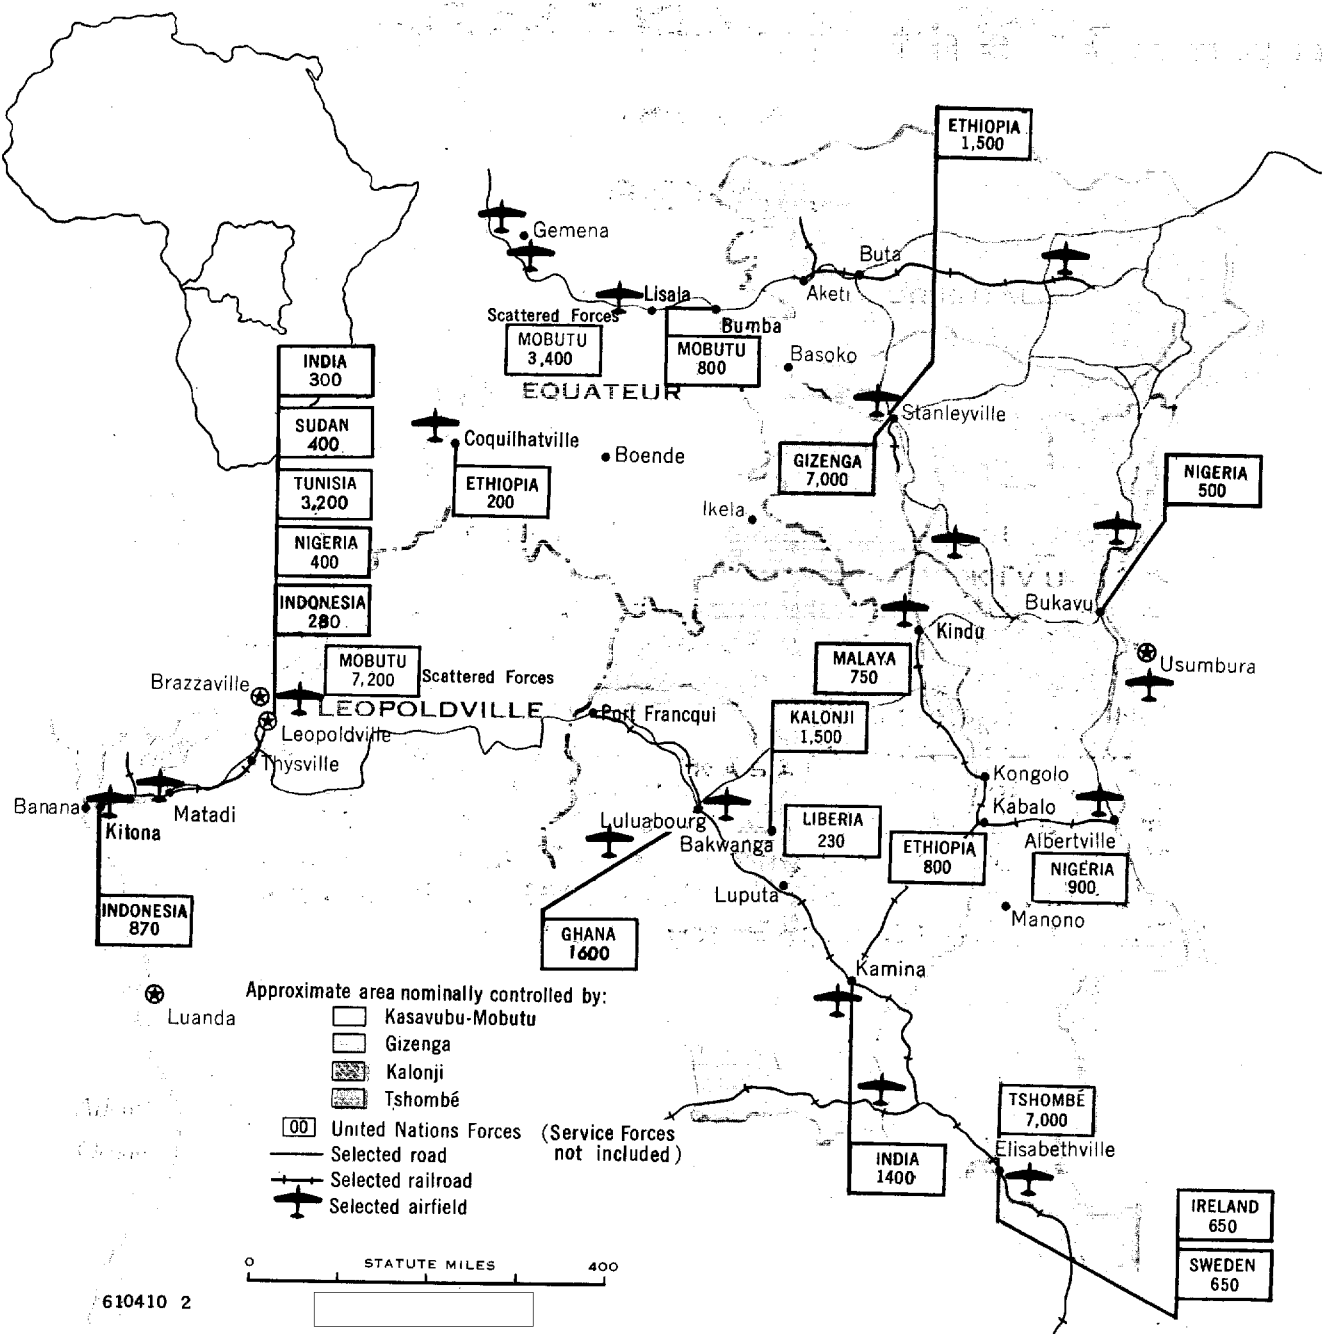 ETHIOPIA
1,500
Gemena
Buta
Lisala
Aketi
Scattered Forces
Bumba
MOBUTU
3,400
MOBUTU
800
Basoko
INDIA
300
EQUATEUR
Stanleyville
SUDAN
400
Coquilhatville
Boende
GIZENGA
7,000
NIGERIA
500
TUNISIA
3,200
ETHIOPIA
200
Ikela
NIGERIA
400
KIVU
INDONESIA
280
Bukavu
Kindu
MOBUTU
7,200
Scattered Forces
MALAYA
750
Usumbura
Brazzaville
LEOPOLDVILLE
Port Francqui
KALONJI
1,500
Leopoldville
Thysville
Kongolo
Banana
Kitona
Matadi
Kabalo
Luluabourg
Bakwanga
LIBERIA
230
ETHIOPIA
800
Albertville
NIGERIA
900
Luputa
Manono
INDONESIA
870
GHANA
1600
Kamina
Luanda
Approximate area nominally controlled by:
Kasavubu-Mobutu
Gizenga
Kalonji
Tshombé
00 United Nations Forces (Service Forces
not included)
Selected road
Selected railroad
Selected airfield
TSHOMBÉ
7,000
Elisabethville
INDIA
1400
IRELAND
650
SWEDEN
650
0 STATUTE MILES 400
610410 2